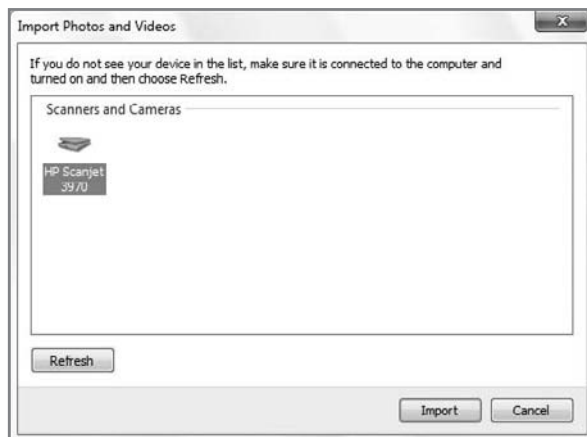 Import Photos and Videos
X
If you do not see your device in the list, make sure it is connected to the computer and
turned on and then choose Refresh.
Scanners and Cameras
HP Scanjet
3970
Refresh
Import Cancel